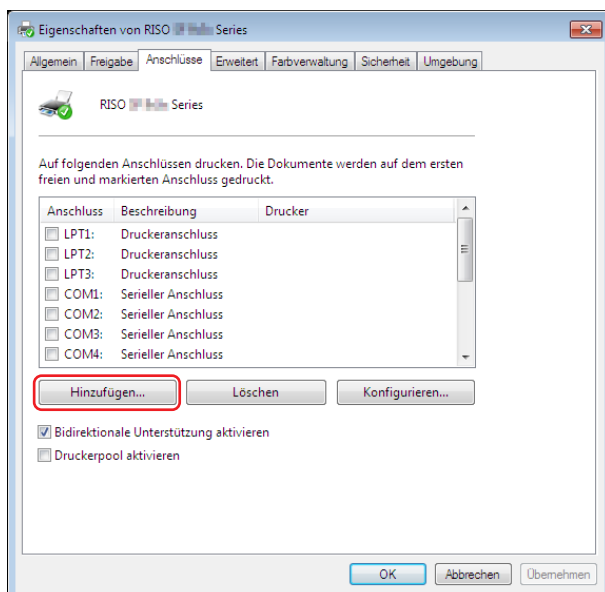 Eigenschaften von RISO Series
Allgemein Freigabe Anschlüsse Erweitert Farbverwaltung Sicherheit Umgebung
RISO Series
Auf folgenden Anschlüssen drucken. Die Dokumente werden auf dem ersten
freien und markierten Anschluss gedruckt.
Anschluss Beschreibung Drucker
LPT1: Druckeranschluss
LPT2: Druckeranschluss
LPT3: Druckeranschluss
COM1: Serieller Anschluss
COM2: Serieller Anschluss
COM3: Serieller Anschluss
COM4: Serieller Anschluss
Hinzufügen... Löschen Konfigurieren...
Bidirektionale Unterstützung aktivieren
Druckerpool aktivieren
OK Abbrechen Übernehmen